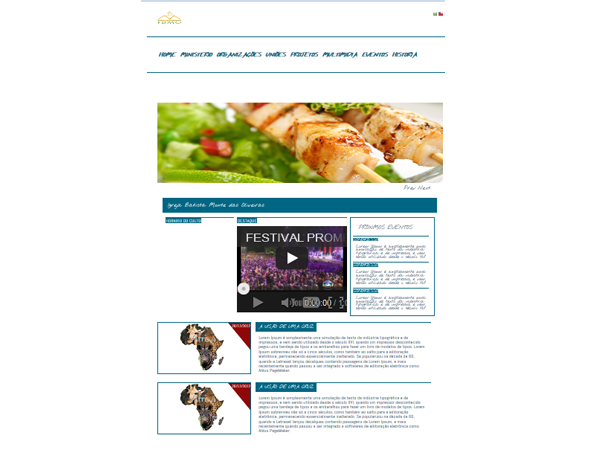 IBMO
HOME MINISTERIO ORGANIZAÇÕES UNIÕES PROJETOS MULTIMIDIA EVENTOS HISTORIA
Prev Next
Igreja Batista Monte das Oliveiras
HORARIO DO CULTO
DESTAQUE
FESTIVAL PROM
PROXIMOS EVENTOS
Lorem Ipsum é simplesmente uma
simulação de texto da indústria
tipográfica e de impressos, e vem
sendo utilizado desde o século XVI
Lorem Ipsum é simplesmente uma
simulação de texto da indústria
tipográfica e de impressos, e vem
sendo utilizado desde o século XVI
Lorem Ipsum é simplesmente uma
simulação de texto da indústria
tipográfica e de impressos, e vem
sendo utilizado desde o século XVI
A VISÃO DE UMA CRUZ
Lorem Ipsum é simplesmente uma simulação de texto da indústria tipográfica e de
impressos, e vem sendo utilizado desde o século XVI, quando um impressor desconhecido
pegou uma bandeja de tipos e os embaralhou para fazer um livro de modelos de tipos. Lorem
Ipsum sobreviveu não só a cinco séculos, como também ao salto para a editoração
eletrônica, permanecendo essencialmente inalterado. Se popularizou na década de 60,
quando a Letraset lançou decalques contendo passagens de Lorem Ipsum, e mais
recentemente quando passou a ser integrado a softwares de editoração eletrônica como
Aldus PageMaker.
A VISÃO DE UMA CRUZ
Lorem Ipsum é simplesmente uma simulação de texto da indústria tipográfica e de
impressos, e vem sendo utilizado desde o século XVI, quando um impressor desconhecido
pegou uma bandeja de tipos e os embaralhou para fazer um livro de modelos de tipos. Lorem
Ipsum sobreviveu não só a cinco séculos, como também ao salto para a editoração
eletrônica, permanecendo essencialmente inalterado. Se popularizou na década de 60,
quando a Letraset lançou decalques contendo passagens de Lorem Ipsum, e mais
recentemente quando passou a ser integrado a softwares de editoração eletrônica como
Aldus PageMaker.